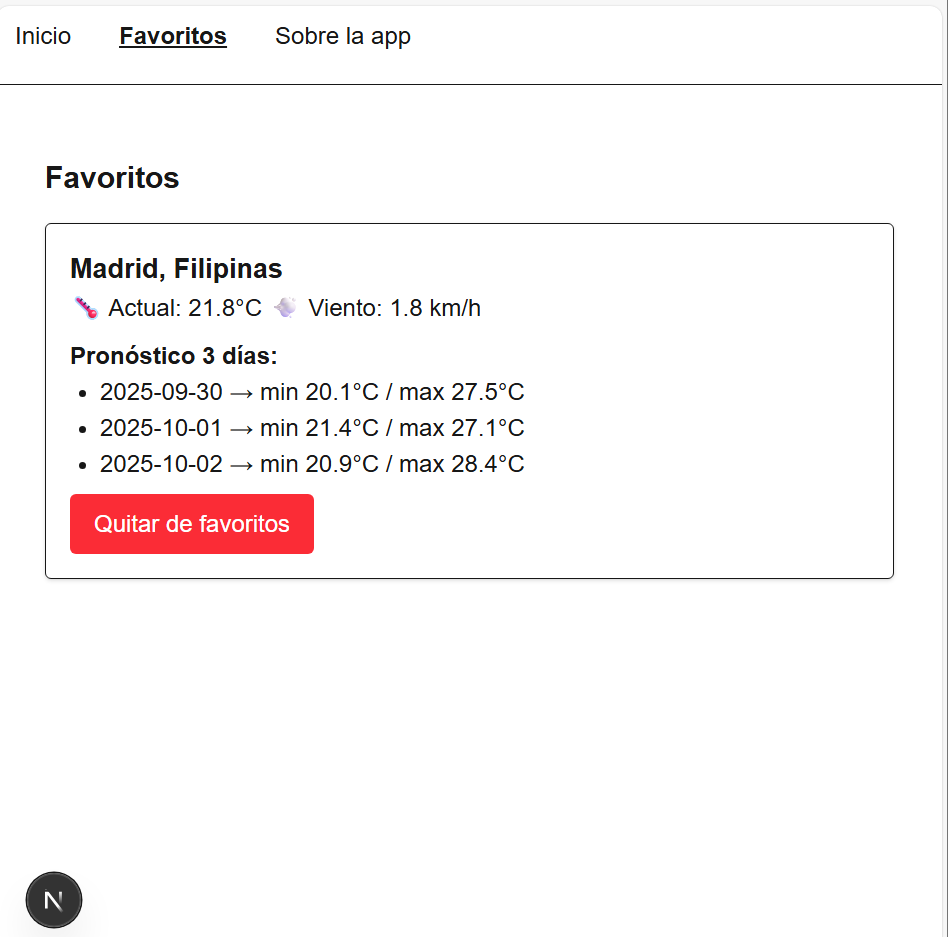 Inicio Favoritos Sobre la app
Favoritos
Madrid, Filipinas
Actual: 21.8°C Viento: 1.8 km/h
Pronóstico 3 días:
2025-09-30 → min 20.1°C / max 27.5°C
2025-10-01 → min 21.4°C / max 27.1°C
2025-10-02 → min 20.9°C / max 28.4°C
Quitar de favoritos
N